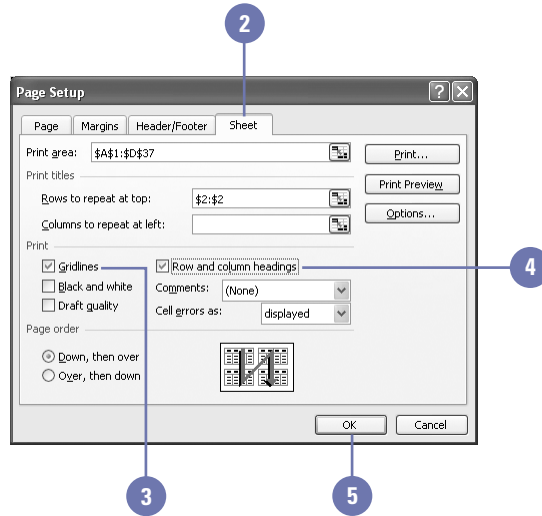 2
Page Setup
Page Margins Header/Footer Sheet
Print area: $A$1:$D$37 Print...
Print titles Print Preview
Rows to repeat at top: $2:$2 Options...
Columns to repeat at left:
Print
Gridlines Row and column headings 4
Black and white Comments: (None)
Draft quality Cell errors as: displayed
Page order
Down, then over
Over, then down
OK Cancel
3 5